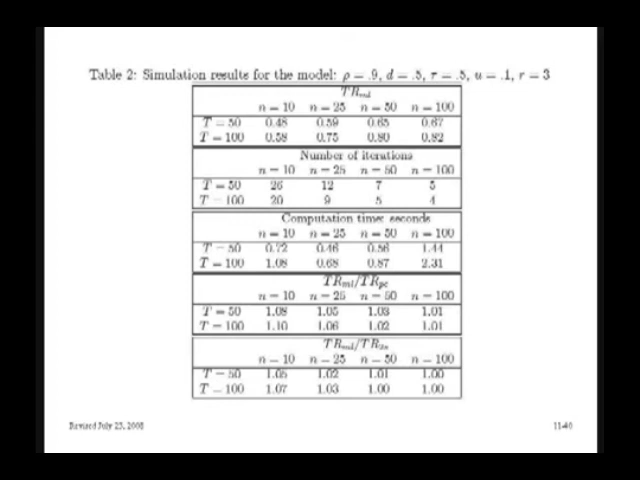 Table 2: Simulation results for the model: ρ = .9, d = .5, τ = .5, u = .1, r = 3
TR_ml
n = 10 n = 25 n = 50 n = 100
T = 50 0.48 0.59 0.65 0.67
T = 100 0.58 0.75 0.80 0.82
Number of iterations
n = 10 n = 25 n = 50 n = 100
T = 50 26 12 7 5
T = 100 20 9 5 4
Computation time: seconds
n = 10 n = 25 n = 50 n = 100
T = 50 0.72 0.46 0.56 1.44
T = 100 1.08 0.68 0.87 2.31
TR_ml/TR_pc
n = 10 n = 25 n = 50 n = 100
T = 50 1.08 1.05 1.03 1.01
T = 100 1.10 1.06 1.02 1.01
TR_ml/TR_2s
n = 10 n = 25 n = 50 n = 100
T = 50 1.05 1.02 1.01 1.00
T = 100 1.07 1.03 1.00 1.00
Revised July 23, 2008 11-40